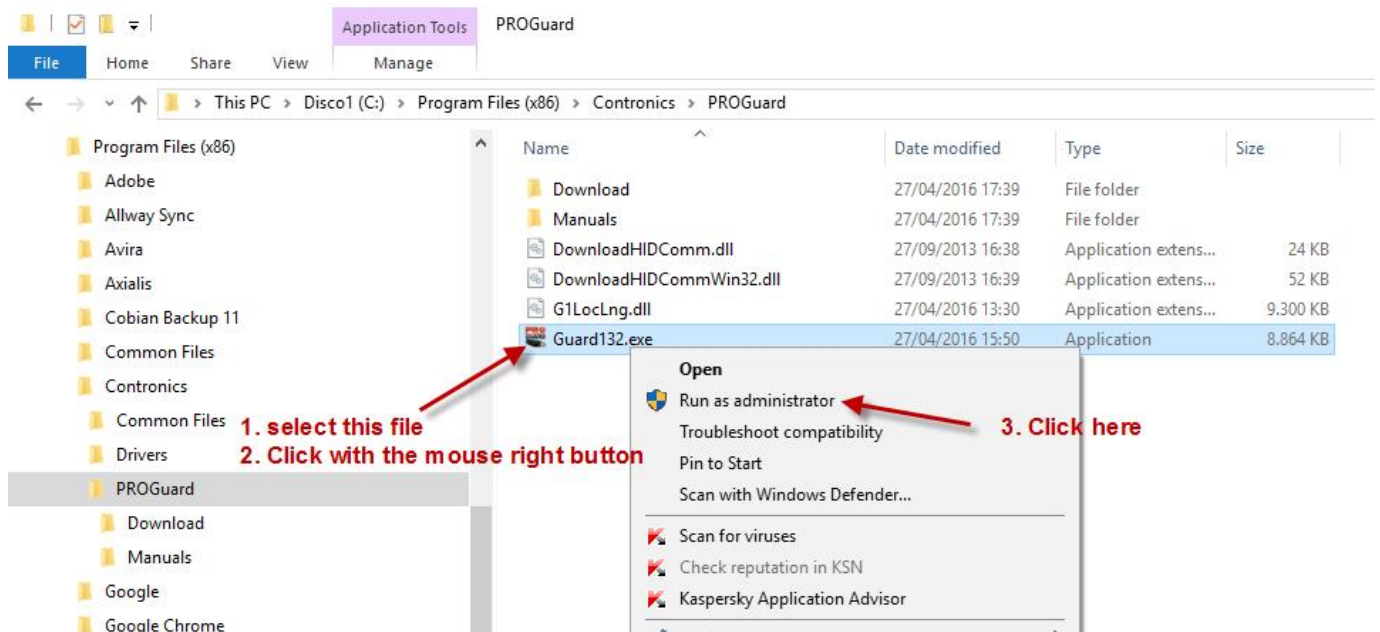 Application Tools PROGuard
File Home Share View Manage
This PC > Disco1 (C:) > Program Files (x86) > Contronics > PROGuard
Program Files (x86)
Adobe
Allway Sync
Avira
Axialis
Cobian Backup 11
Common Files
Contronics
Common Files
Drivers
PROGuard
Download
Manuals
Google
Google Chrome
Name Date modified Type Size
Download 27/04/2016 17:39 File folder
Manuals 27/04/2016 17:39 File folder
DownloadHIDComm.dll 27/09/2013 16:38 Application extens... 24 KB
DownloadHIDCommWin32.dll 27/09/2013 16:39 Application extens... 52 KB
G1LocLng.dll 27/04/2016 13:30 Application extens... 9.300 KB
Guard132.exe 27/04/2016 15:50 Application 8.864 KB
Open
Run as administrator
Troubleshoot compatibility
Pin to Start
Scan with Windows Defender...
Scan for viruses
Check reputation in KSN
Kaspersky Application Advisor
1. select this file
2. Click with the mouse right button
3. Click here